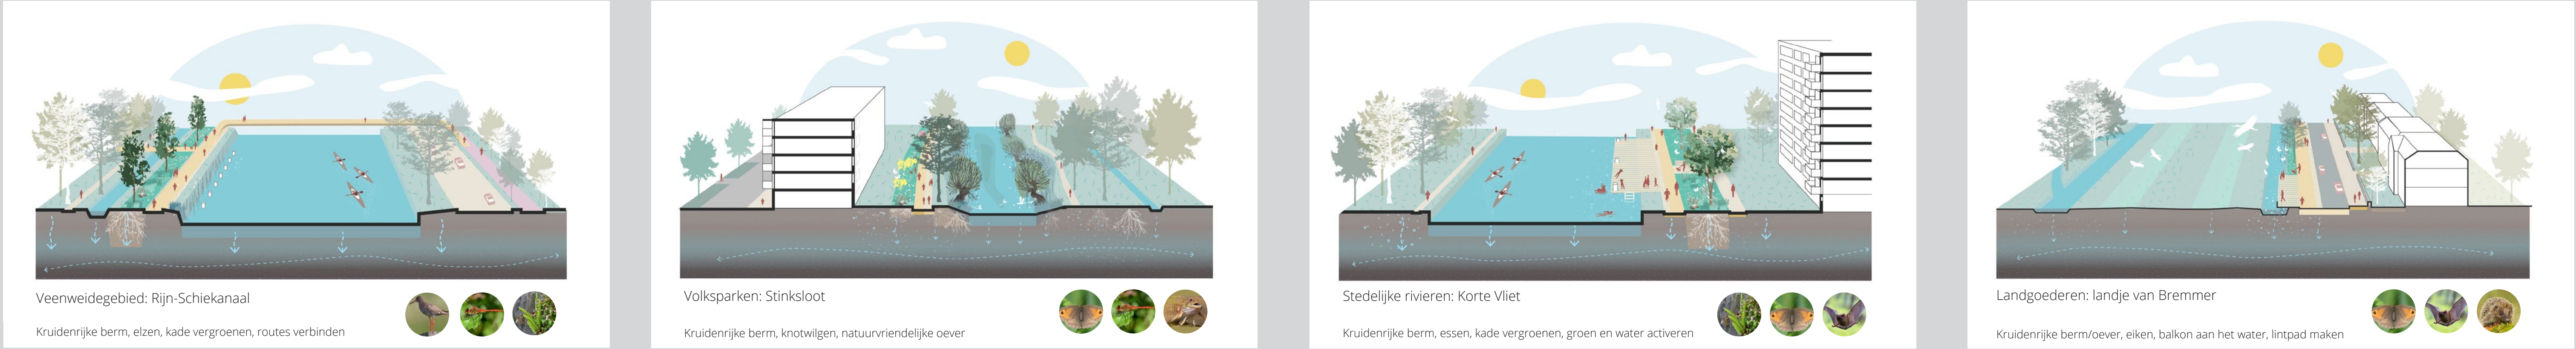 Veenweidegebied: Rijn-Schiekanaal
Kruidenrijke berm, elzen, kade vergroenen, routes verbinden
Volksparken: Stinksloot
Kruidenrijke berm, knotwilgen, natuurvriendelijke oever
Stedelijke rivieren: Korte Vliet
Kruidenrijke berm, essen, kade vergroenen, groen en water activeren
Landgoederen: landje van Bremmer
Kruidenrijke berm/oever, eiken, balkon aan het water, lintpad maken